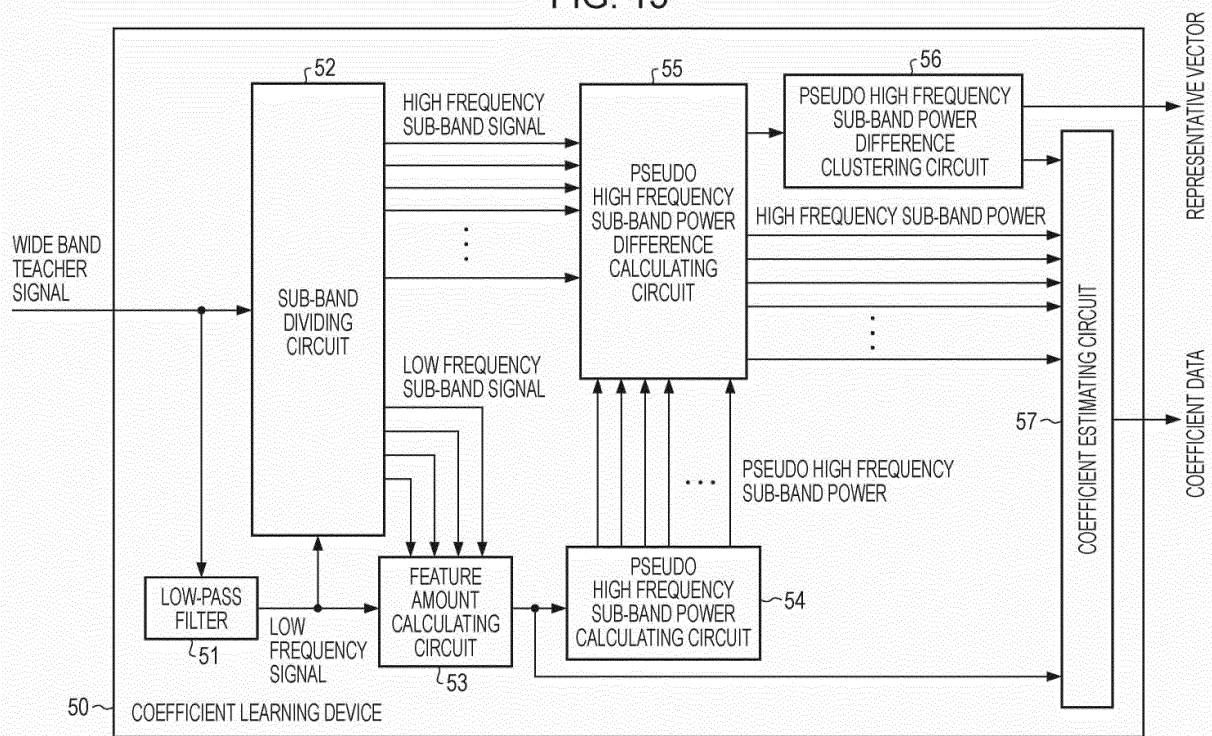 52
55
56
HIGH FREQUENCY
SUB-BAND SIGNAL
PSEUDO HIGH FREQUENCY
SUB-BAND POWER
DIFFERENCE
CLUSTERING CIRCUIT
REPRESENTATIVE VECTOR
PSEUDO
HIGH FREQUENCY
SUB-BAND POWER
DIFFERENCE
CALCULATING
CIRCUIT
HIGH FREQUENCY SUB-BAND POWER
WIDE BAND
TEACHER
SIGNAL
SUB-BAND
DIVIDING
CIRCUIT
LOW FREQUENCY
SUB-BAND SIGNAL
57
COEFFICIENT ESTIMATING CIRCUIT
COEFFICIENT DATA
PSEUDO HIGH FREQUENCY
SUB-BAND POWER
LOW-PASS
FILTER
51
LOW
FREQUENCY
SIGNAL
FEATURE
AMOUNT
CALCULATING
CIRCUIT
53
PSEUDO
HIGH FREQUENCY
SUB-BAND POWER
CALCULATING CIRCUIT
54
50
COEFFICIENT LEARNING DEVICE